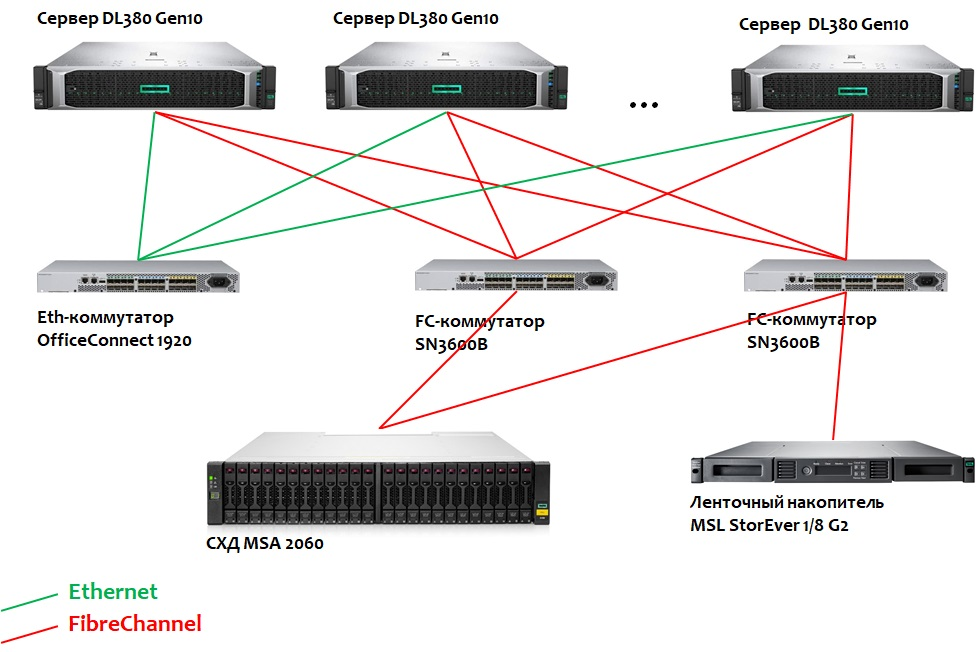 Сервер DL380 Gen10
Сервер DL380 Gen10
Сервер DL380 Gen10
...
Eth-коммутатор
OfficeConnect 1920
FC-коммутатор
SN3600B
FC-коммутатор
SN3600B
Ленточный накопитель
MSL StorEver 1/8 G2
СХД MSA 2060
Ethernet
FibreChannel